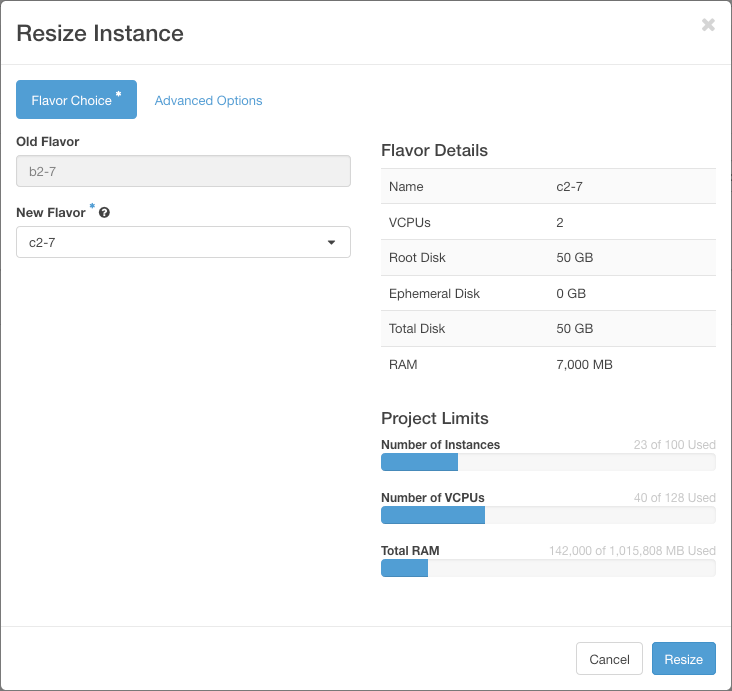 Resize Instance
×
Flavor Choice *
Advanced Options
Old Flavor
b2-7
New Flavor * ?
c2-7
Flavor Details
Name c2-7
VCPUs 2
Root Disk 50 GB
Ephemeral Disk 0 GB
Total Disk 50 GB
RAM 7,000 MB
Project Limits
Number of Instances 23 of 100 Used
Number of VCPUs 40 of 128 Used
Total RAM 142,000 of 1,015,808 MB Used
Cancel
Resize